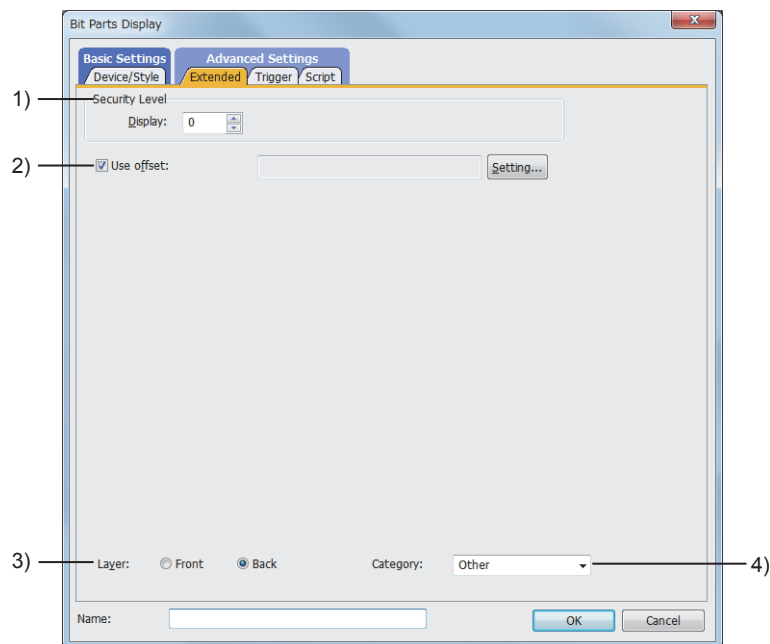 Bit Parts Display
Basic Settings
Advanced Settings
Device/Style
Extended
Trigger
Script
1)
Security Level
Display:
0
2)
Use offset:
Setting...
3)
Layer:
Front
Back
Category:
Other
4)
Name:
OK
Cancel